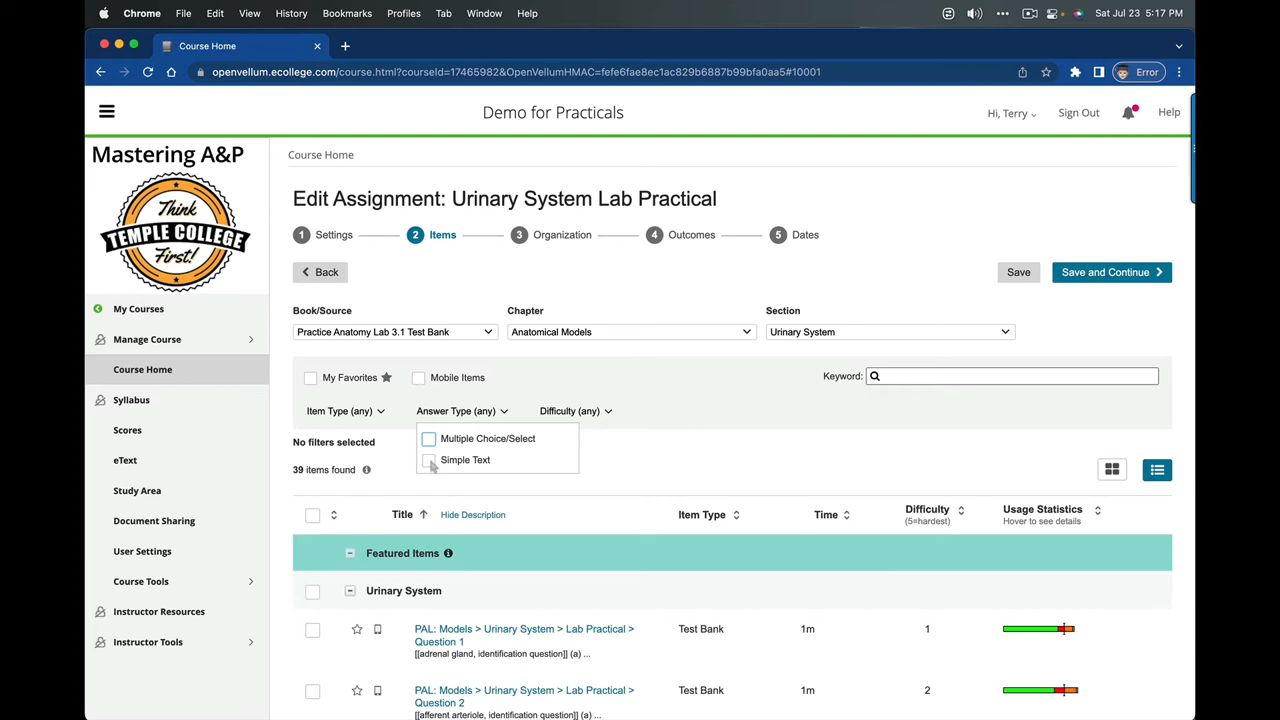 Chrome File Edit View History Bookmarks Profiles Tab Window Help Sat Jul 23 5:17 PM
Course Home
openvellum.ecollege.com/course.html?courseId=17465982&OpenVellumHMAC=fefe6fae8ec1ac829b6887b99bfa0aa5#10001 Error
Demo for Practicals Hi, Terry Sign Out Help
Mastering A&P
Think
TEMPLE COLLEGE
First!
My Courses
Manage Course
Course Home
Syllabus
Scores
eText
Study Area
Document Sharing
User Settings
Course Tools
Instructor Resources
Instructor Tools
Course Home
Edit Assignment: Urinary System Lab Practical
1 Settings 2 Items 3 Organization 4 Outcomes 5 Dates
Back Save Save and Continue
Book/Source Chapter Section
Practice Anatomy Lab 3.1 Test Bank Anatomical Models Urinary System
My Favorites Mobile Items Keyword:
Item Type (any) Answer Type (any) Difficulty (any)
No filters selected Multiple Choice/Select
39 items found Simple Text
Title Hide Description Item Type Time Difficulty Usage Statistics
(5=hardest) Hover to see details
Featured Items
Urinary System
PAL: Models > Urinary System > Lab Practical > Test Bank 1m 1
Question 1
[[adrenal gland, identification question]] (a) ...
PAL: Models > Urinary System > Lab Practical > Test Bank 1m 2
Question 2
[[afferent arteriole, identification question]] (a) ...